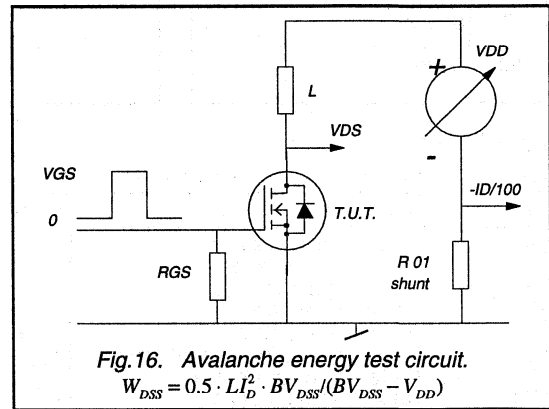 + VDD
L
VDS
VGS
-
-ID/100
0
T.U.T.
RGS
R 01
shunt
Fig.16. Avalanche energy test circuit.
W_DSS = 0.5 · LI_D^2 · BV_DSS/(BV_DSS − V_DD)